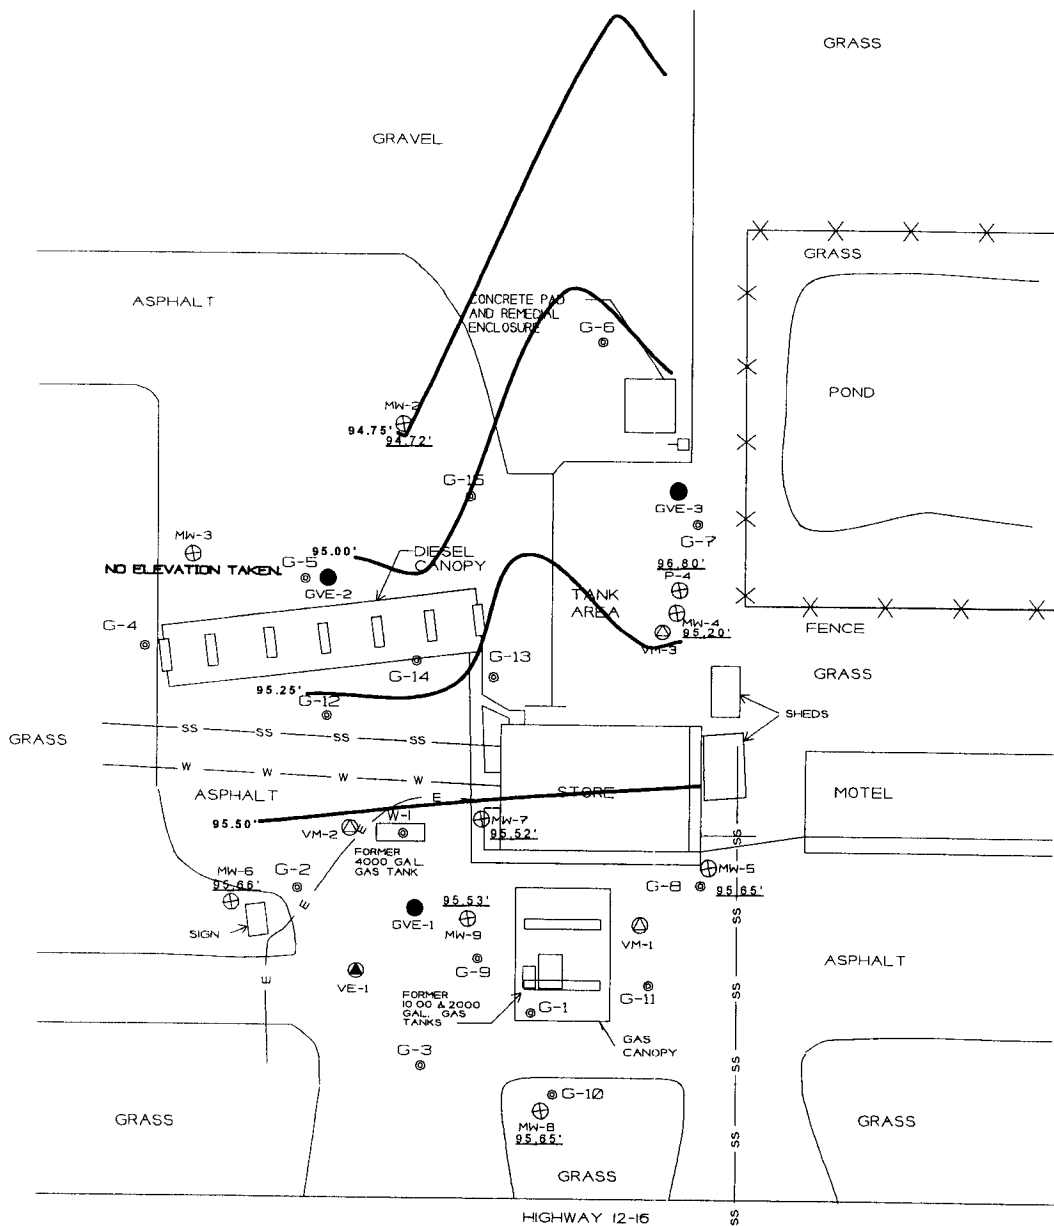 GRASS
GRAVEL
GRASS
ASPHALT
CONCRETE PAD
AND REMEDIAL
ENCLOSURE
G-6
POND
MW-2
94.75'
94.72'
G-15
GVE-3
G-7
MW-3
NO ELEVATION TAKEN.
G-5
GVE-2
95.00'
DIESEL
CANOPY
96.80'
P-4
TANK
AREA
MW-4
95.20'
VM-3
G-4
FENCE
GRASS
G-14
G-13
95.25'
G-12
SHEDS
GRASS
SS
SS
SS
SS
W
W
W
W
ASPHALT
E
STORE
MOTEL
95.50'
VM-2
E
W-1
MW-7
95.52'
SS
FORMER
4000 GAL.
GAS TANK
MW-6
95.66'
G-2
G-8
MW-5
95.65'
E
SIGN
GVE-1
95.53'
MW-9
VM-1
SS
E
VE-1
G-9
FORMER
1000 & 2000
GAL. GAS
TANKS
G-1
G-11
ASPHALT
SS
GAS
CANOPY
G-3
SS
G-10
MW-8
95.65'
GRASS
GRASS
GRASS
SS
HIGHWAY 12-16
SS